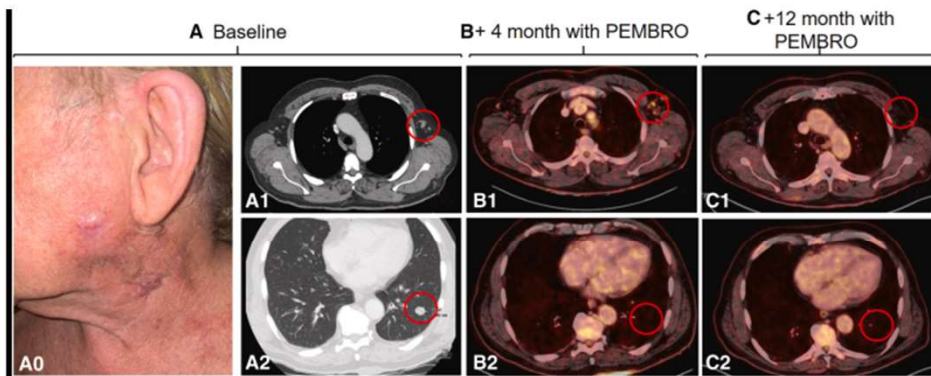 A Baseline
B+ 4 month with PEMBRO
C +12 month with
PEMBRO
A0
A1
B1
C1
A2
B2
C2